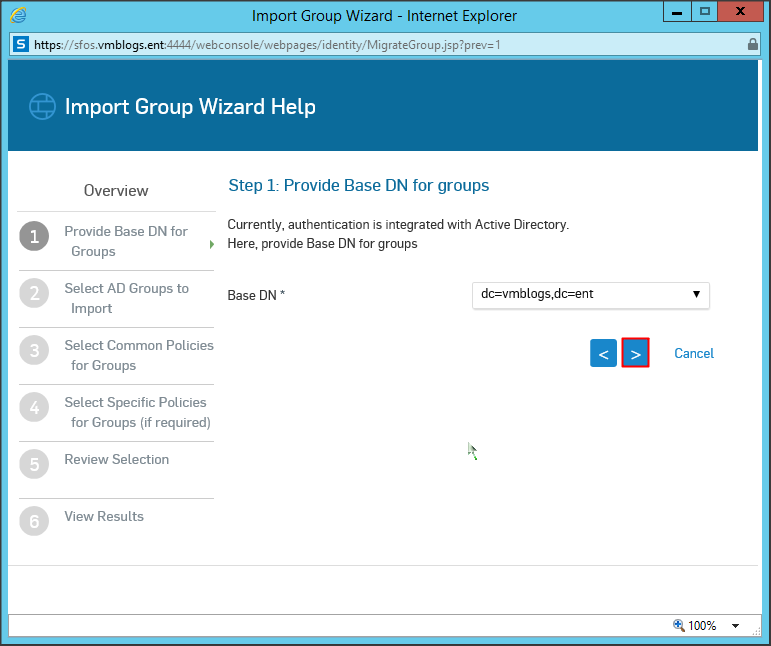 Import Group Wizard - Internet Explorer
X
S https://sfos.vmblogs.ent:4444/webconsole/webpages/identity/MigrateGroup.jsp?prev=1
Import Group Wizard Help
Overview
1 Provide Base DN for
Groups
2 Select AD Groups to
Import
3 Select Common Policies
for Groups
4 Select Specific Policies
for Groups (if required)
5 Review Selection
6 View Results
Step 1: Provide Base DN for groups
Currently, authentication is integrated with Active Directory.
Here, provide Base DN for groups
Base DN * dc=vmblogs,dc=ent
< > Cancel
100%